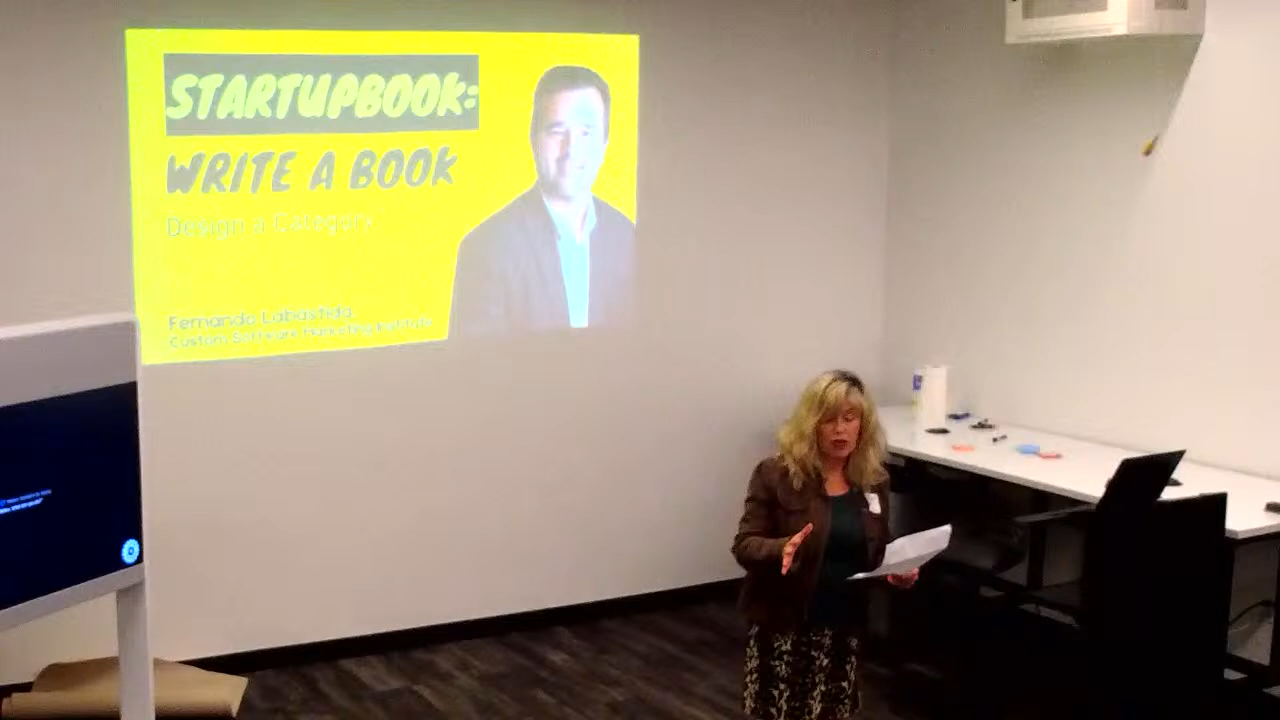 STARTUPBOOK:
WRITE A BOOK
Design a Category
Fernando Labastida
Custom Software Marketing Institute